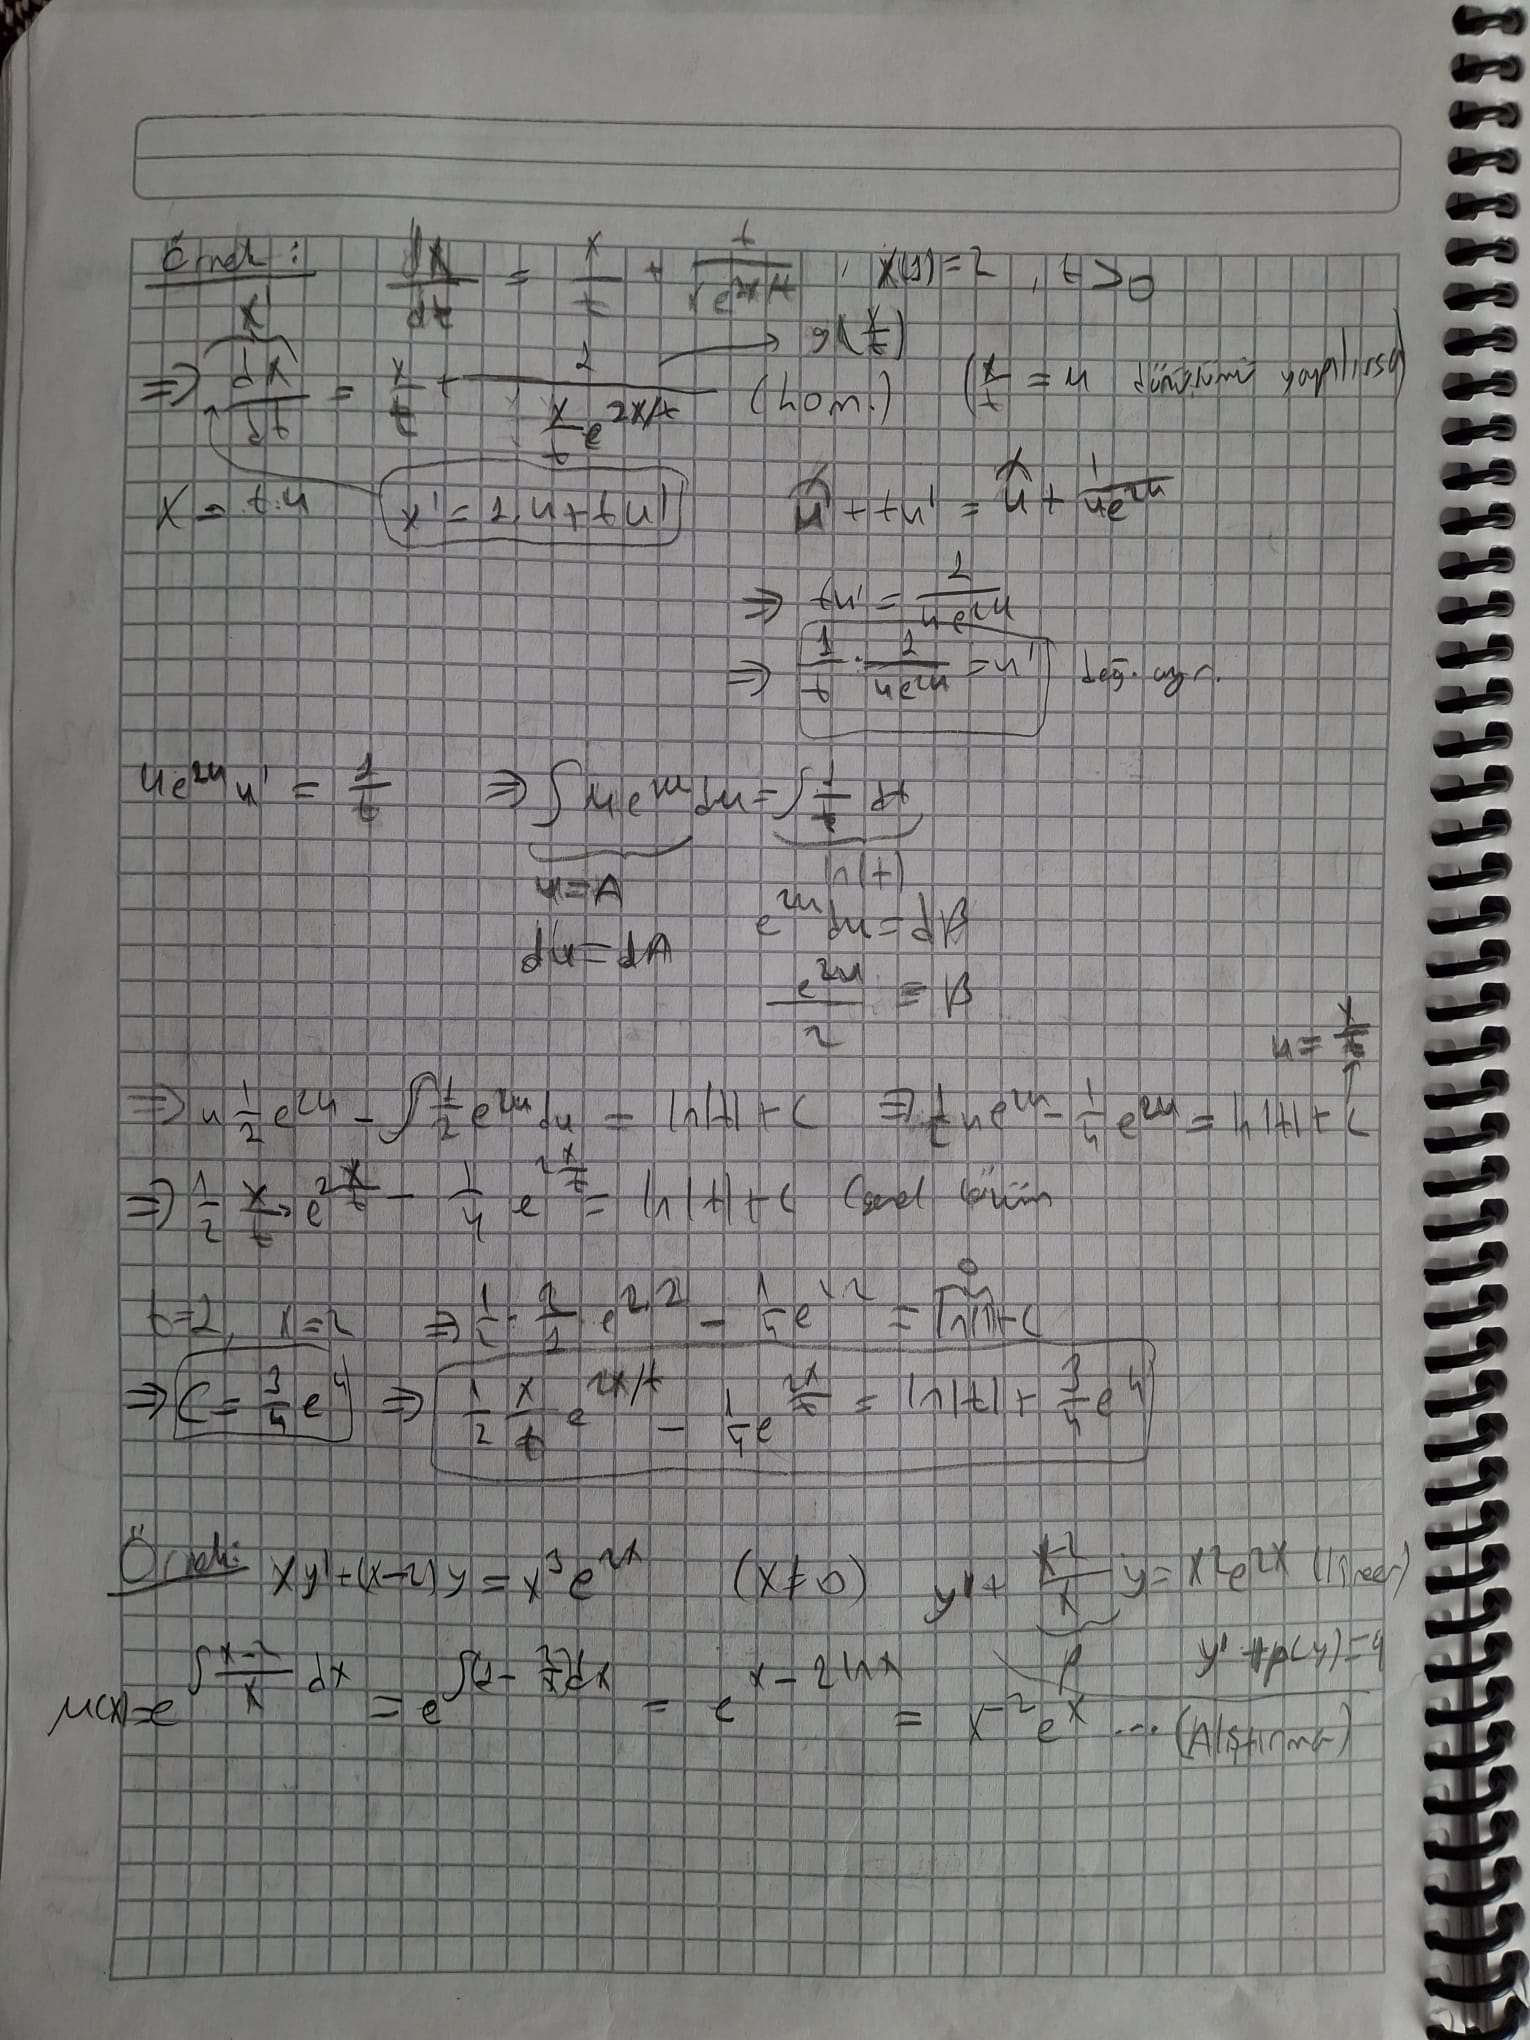 Örnek: dx/dt = x/t + t/(x e^(2x/t)), x(1)=2, t>0
⇒ x' dx/dt = x/t + 1/(x/t e^(2x/t)) → g(x/t) (hom.) (x/t = u dönüşümü yapılırsa)
x = t.u x' = 1.u + tu' u + tu' = u + 1/(ue^(2u))
⇒ tu' = 1/(ue^(2u))
⇒ 1/t · 1/(ue^(2u)) = u' değ. ayr.
ue^(2u) u' = 1/t ⇒ ∫ue^(2u) du = ∫1/t dt
ln|t|
u=A e^(2u)du = dB
du=dA e^(2u)/2 = B
u = x/t
⇒ u 1/2 e^(2u) - ∫1/2 e^(2u) du = ln|t| + C ⇒ 1/2 ue^(2u) - 1/4 e^(2u) = ln|t| + C
⇒ 1/2 x/t · e^(2x/t) - 1/4 e^(2x/t) = ln|t| + C Genel Çözüm
t=1, x=2 ⇒ 1/2 · 2/1 · e^(2.2) - 1/4 e^(2.2) = ln|1| + C 0
⇒ C = 3/4 e^4 ⇒ 1/2 x/t e^(2x/t) - 1/4 e^(2x/t) = ln|t| + 3/4 e^4
Örnek: xy' + (x-2)y = x^3 e^(2x) (x≠0) y' + (x-2)/x y = x^2 e^(2x) (lineer)
p y' + p(y) = q
μ(x) = e^(∫(x-2)/x dx) = e^(∫(1-2/x)dx) = e^(x-2lnx) = x^(-2) e^x ... (Alıştırma)